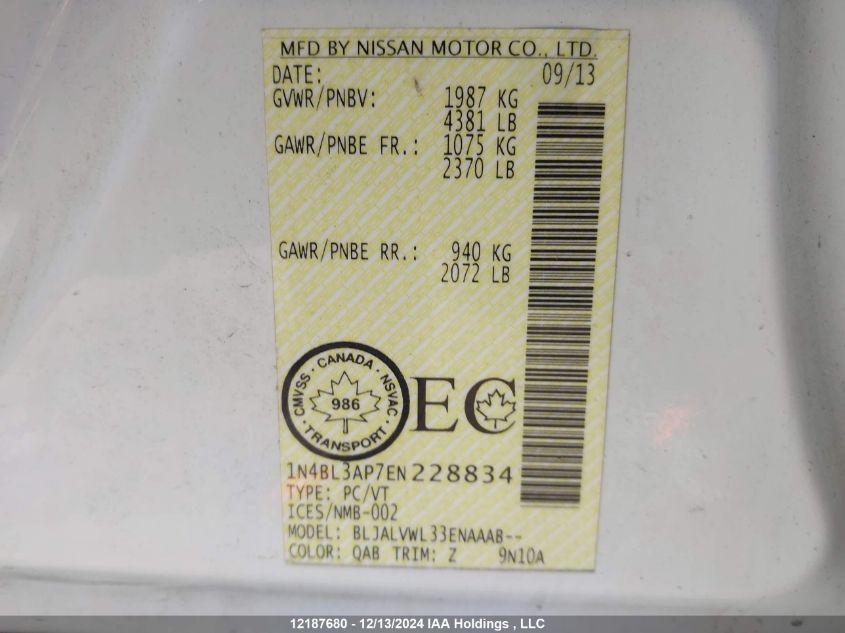 MFD BY NISSAN MOTOR CO., LTD.
DATE: 09/13
GVWR/PNBV: 1987 KG
4381 LB
GAWR/PNBE FR.: 1075 KG
2370 LB
GAWR/PNBE RR.: 940 KG
2072 LB
CMVSS · CANADA · NSVAC · TRANSPORT ·
986
EC
1N4BL3AP7EN228834
TYPE: PC/VT
ICES/NMB-002
MODEL: BLJALVWL33ENAAAB--
COLOR: QAB TRIM: Z 9N10A
12187680 - 12/13/2024 IAA Holdings , LLC